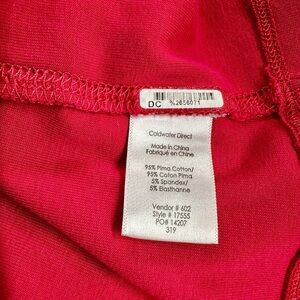 DC %2656071
Coldwater Direct
Made in China
Fabriqué en Chine
95% Pima Cotton/
95% Coton Pima
5% Spandex/
5% Elasthanne
Vendor # 602
Style # 17555
PO# 14207
319